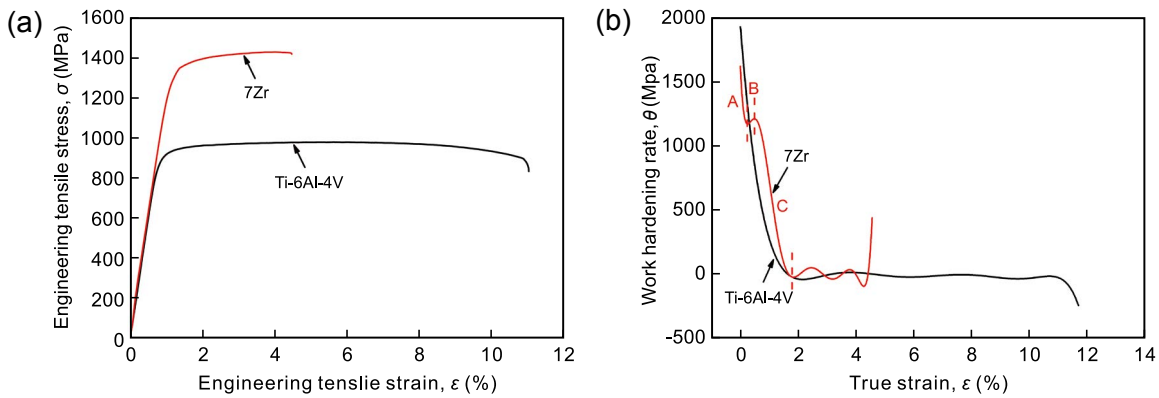 (a)
Engineering tensile stress, σ (MPa)
1600
1400
1200
1000
800
600
400
200
0
7Zr
Ti-6Al-4V
0 2 4 6 8 10 12
Engineering tenslie strain, ε (%)
(b)
Work hardening rate, θ (Mpa)
2000
1500
1000
500
0
-500
A
B
7Zr
C
Ti-6Al-4V
0 2 4 6 8 10 12 14
True strain, ε (%)